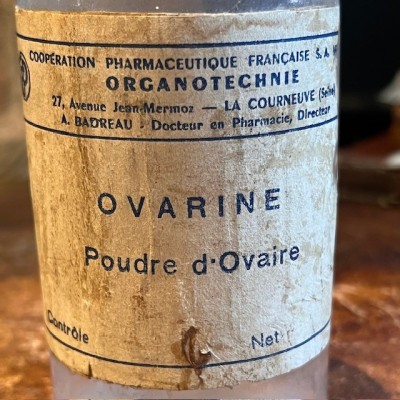 COOPÉRATION PHARMACEUTIQUE FRANÇAISE S.A.
ORGANOTECHNIE
27, Avenue Jean-Mermoz — LA COURNEUVE (Seine)
A. BADREAU - Docteur en Pharmacie, Directeur
OVARINE
Poudre d'Ovaire
Contrôle Net